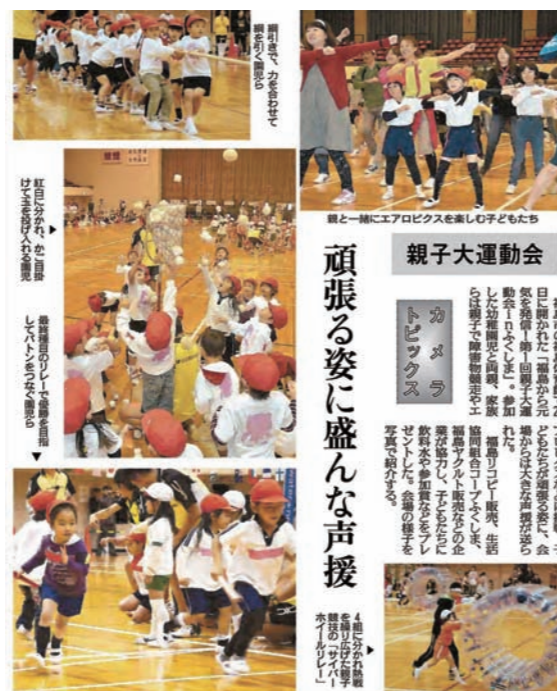 親子大運動会
頑張る姿に盛んな声援
カメラ
トピックス
日に開かれた「福島から元
気を発信!第1回親子大運
動会inふくしま」。参加
した幼稚園児と両親、家族
らは親子で障害物競走やエ
どもたちが頑張る姿に、会
場からは大きな声援が送ら
れた。
福島リコピー販売、生活
協同組合コープふくしま、
福島ヤクルト販売などの企
業が協力し、子どもたちに
飲料水や参加賞などをプレ
ゼントした。会場の様子を
写真で紹介する。
親と一緒にエアロビクスを楽しむ子どもたち
綱引きで、力を合わせて
綱を引く園児ら
紅白に分かれ、かご目掛
けて玉を投げ入れる園児
最終種目のリレーで優勝を目指
してバトンをつなぐ園児ら
4組に分かれ熱戦
を繰り広げた親子
競技の「サイバー
ホイールリレー」